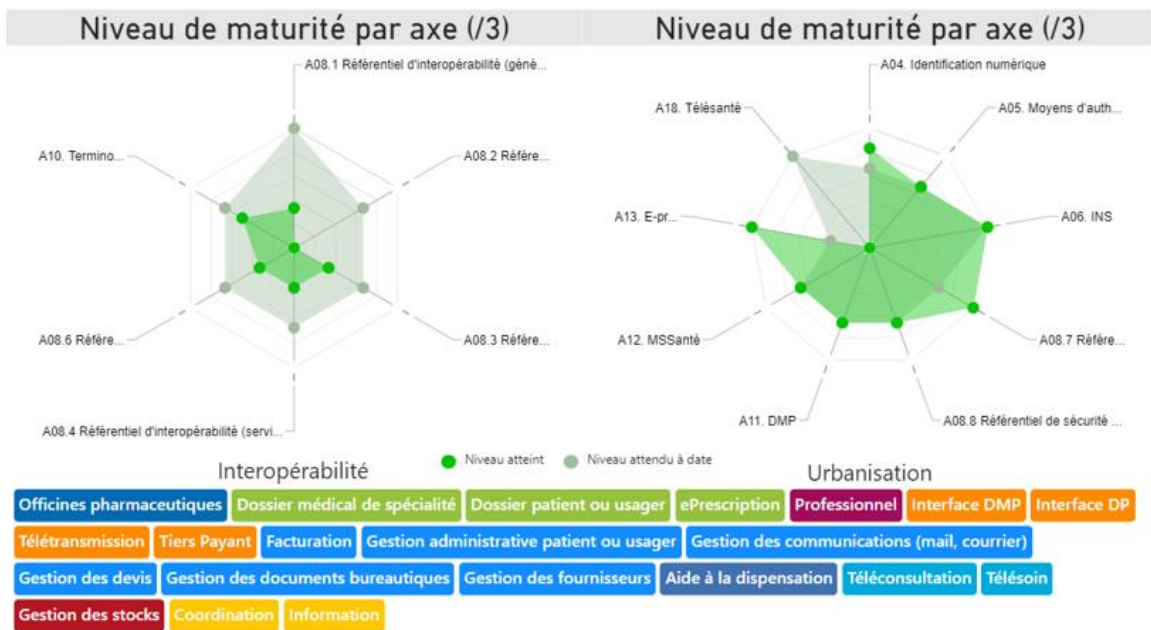 Niveau de maturité par axe (/3)
Niveau de maturité par axe (/3)
A08.1 Référentiel d'interopérabilité (géné...
A10. Termino...
A08.2 Référe...
A08.6 Référe...
A08.3 Référe...
A08.4 Référentiel d'interopérabilité (servi...
A04. Identification numérique
A18. Télésanté
A05. Moyens d'auth...
A13. E-pr...
A06. INS
A12. MSSanté
A08.7 Référe...
A11. DMP
A08.8 Référentiel de sécurité ...
Interopérabilité
Niveau atteint
Niveau attendu à date
Urbanisation
Officines pharmaceutiques Dossier médical de spécialité Dossier patient ou usager ePrescription Professionnel Interface DMP Interface DP
Télétransmission Tiers Payant Facturation Gestion administrative patient ou usager Gestion des communications (mail, courrier)
Gestion des devis Gestion des documents bureautiques Gestion des fournisseurs Aide à la dispensation Téléconsultation Télésoin
Gestion des stocks Coordination Information